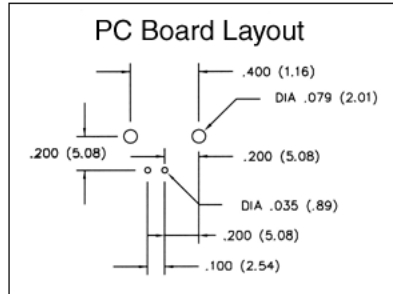 PC Board Layout
.400 (1.16)
DIA .079 (2.01)
.200 (5.08)
.200 (5.08)
DIA .035 (.89)
.200 (5.08)
.100 (2.54)